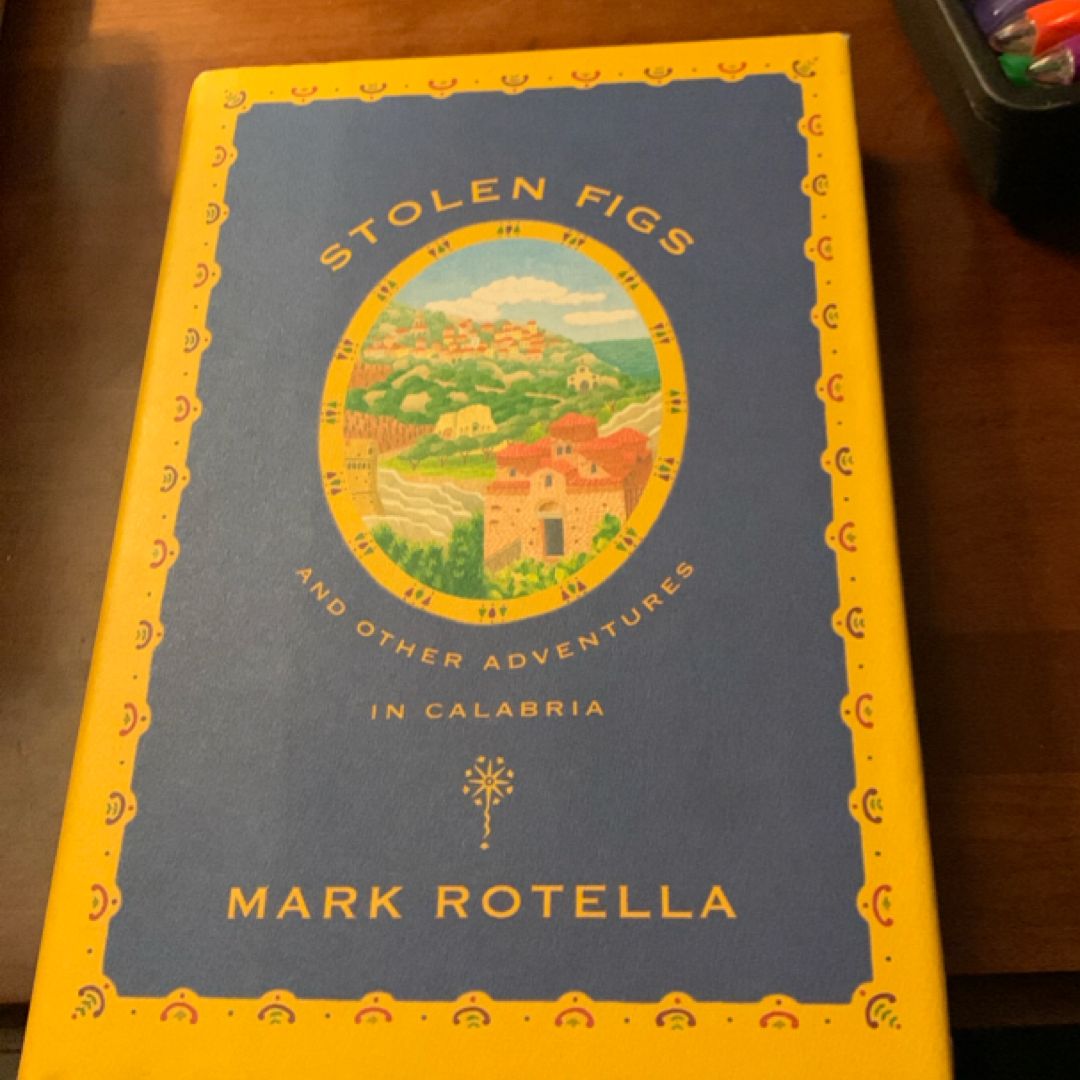 STOLEN FIGS
AND OTHER ADVENTURES
IN CALABRIA
MARK ROTELLA